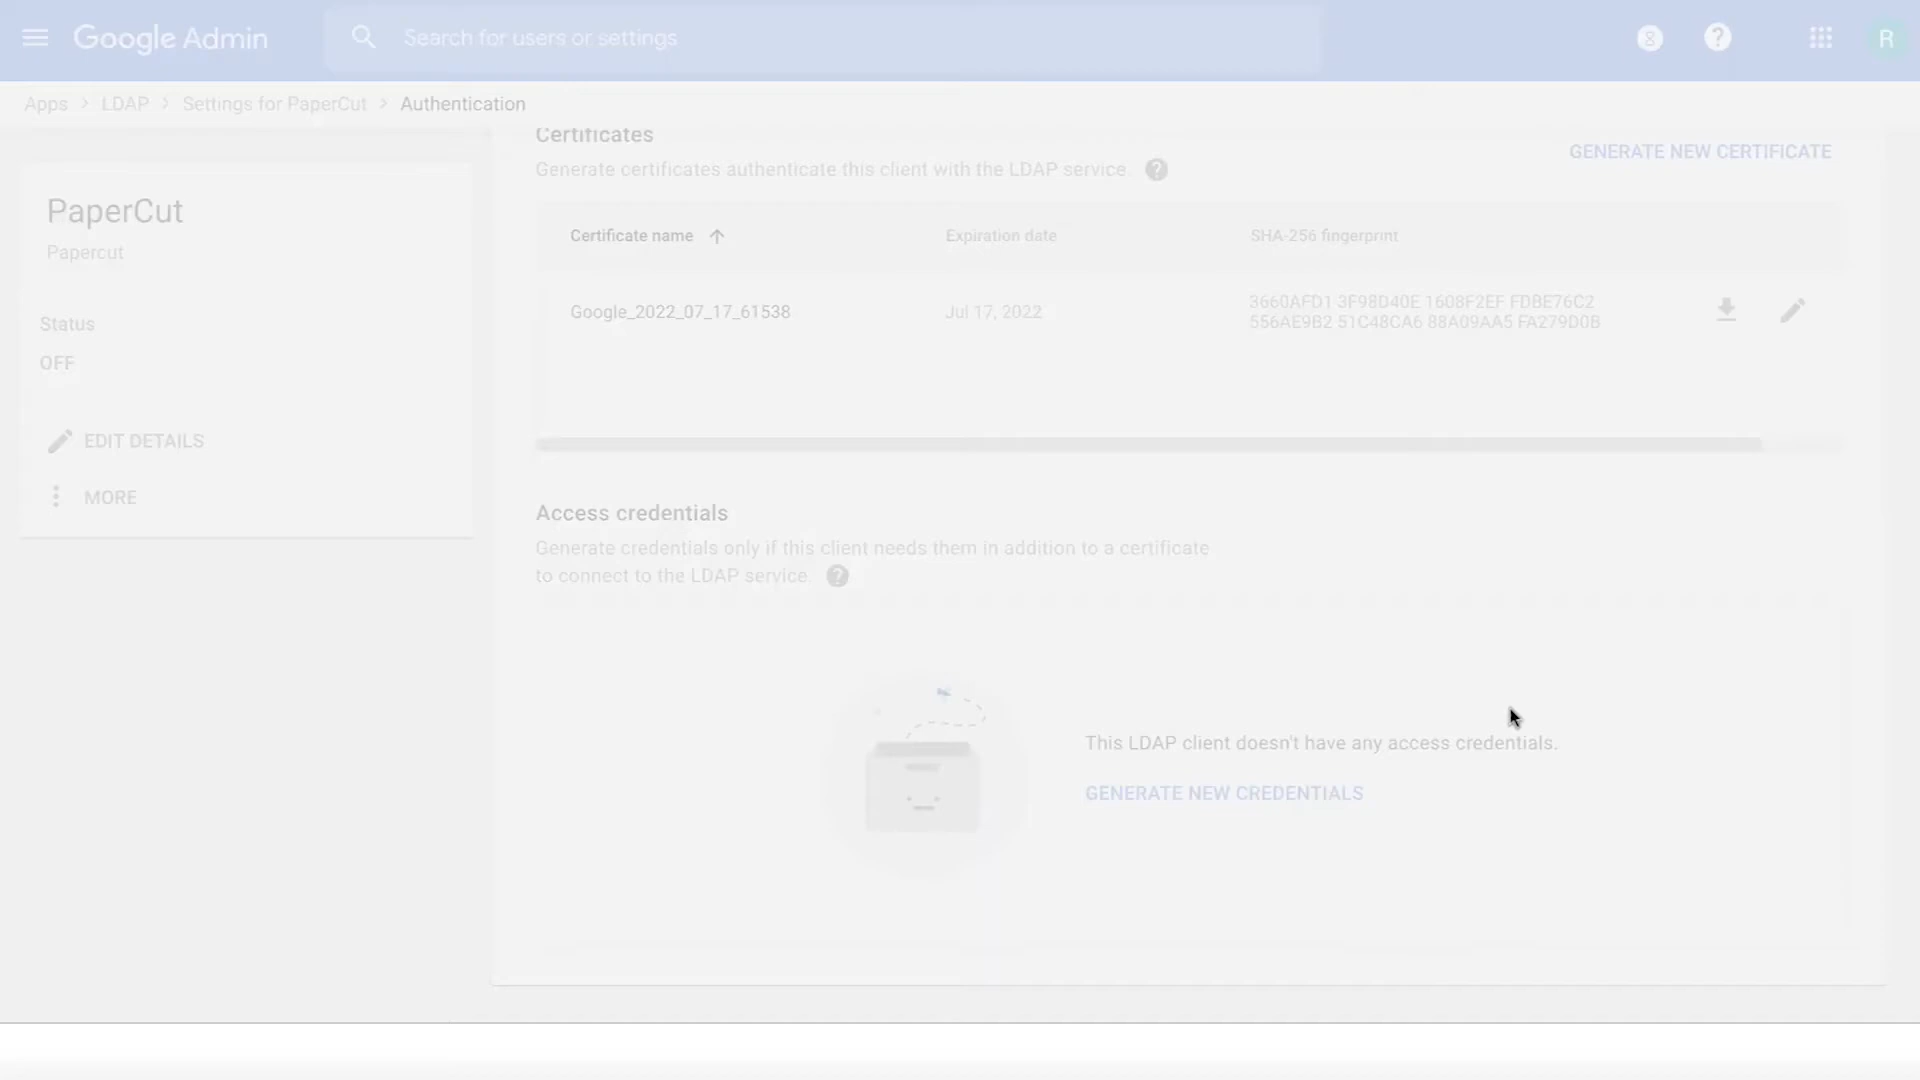 Google Admin
Search for users or settings
R
Apps > LDAP > Settings for PaperCut > Authentication
PaperCut
Papercut
Status
OFF
EDIT DETAILS
MORE
Certificates
Generate certificates authenticate this client with the LDAP service.
GENERATE NEW CERTIFICATE
Certificate name Expiration date SHA-256 fingerprint
Google_2022_07_17_61538 Jul 17, 2022 3660AFD1 3F98D40E 1608F2EF FDBE76C2
556AE9B2 51C48CA6 88A09AA5 FA279D0B
Access credentials
Generate credentials only if this client needs them in addition to a certificate
to connect to the LDAP service.
This LDAP client doesn't have any access credentials.
GENERATE NEW CREDENTIALS